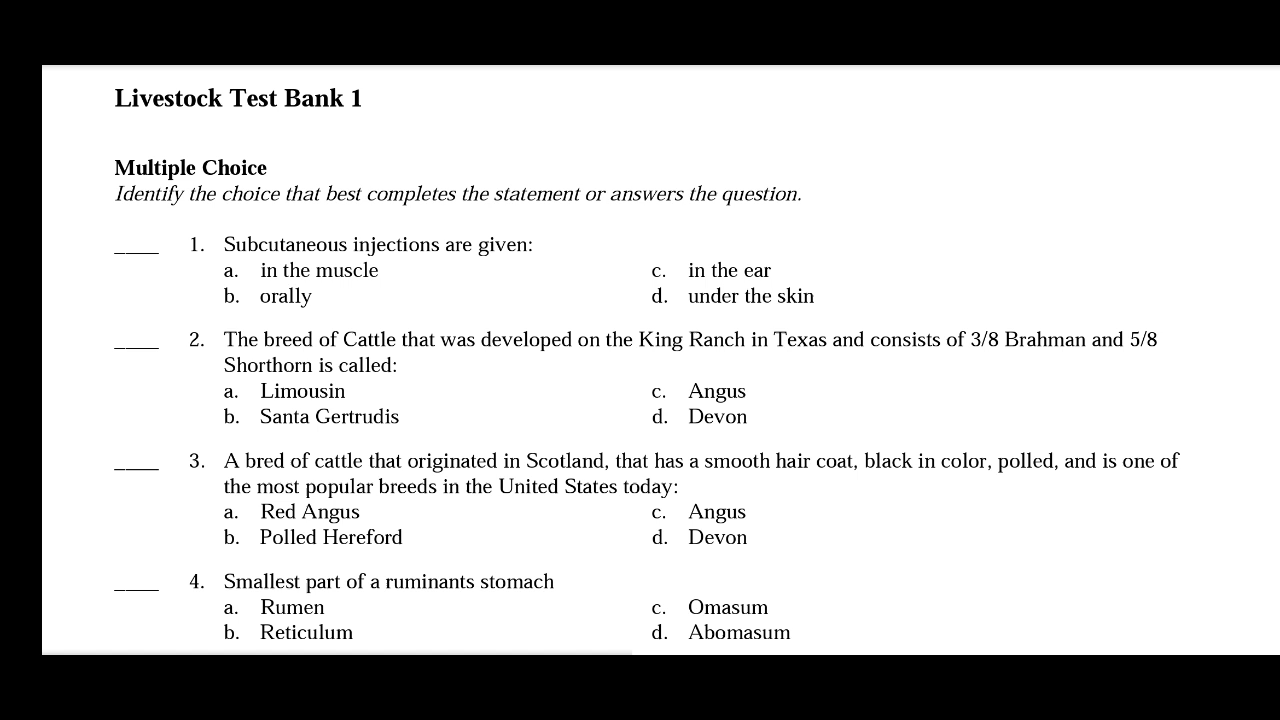 Livestock Test Bank 1
Multiple Choice
Identify the choice that best completes the statement or answers the question.
____ 1. Subcutaneous injections are given:
a. in the muscle c. in the ear
b. orally d. under the skin
____ 2. The breed of Cattle that was developed on the King Ranch in Texas and consists of 3/8 Brahman and 5/8
Shorthorn is called:
a. Limousin c. Angus
b. Santa Gertrudis d. Devon
____ 3. A bred of cattle that originated in Scotland, that has a smooth hair coat, black in color, polled, and is one of
the most popular breeds in the United States today:
a. Red Angus c. Angus
b. Polled Hereford d. Devon
____ 4. Smallest part of a ruminants stomach
a. Rumen c. Omasum
b. Reticulum d. Abomasum